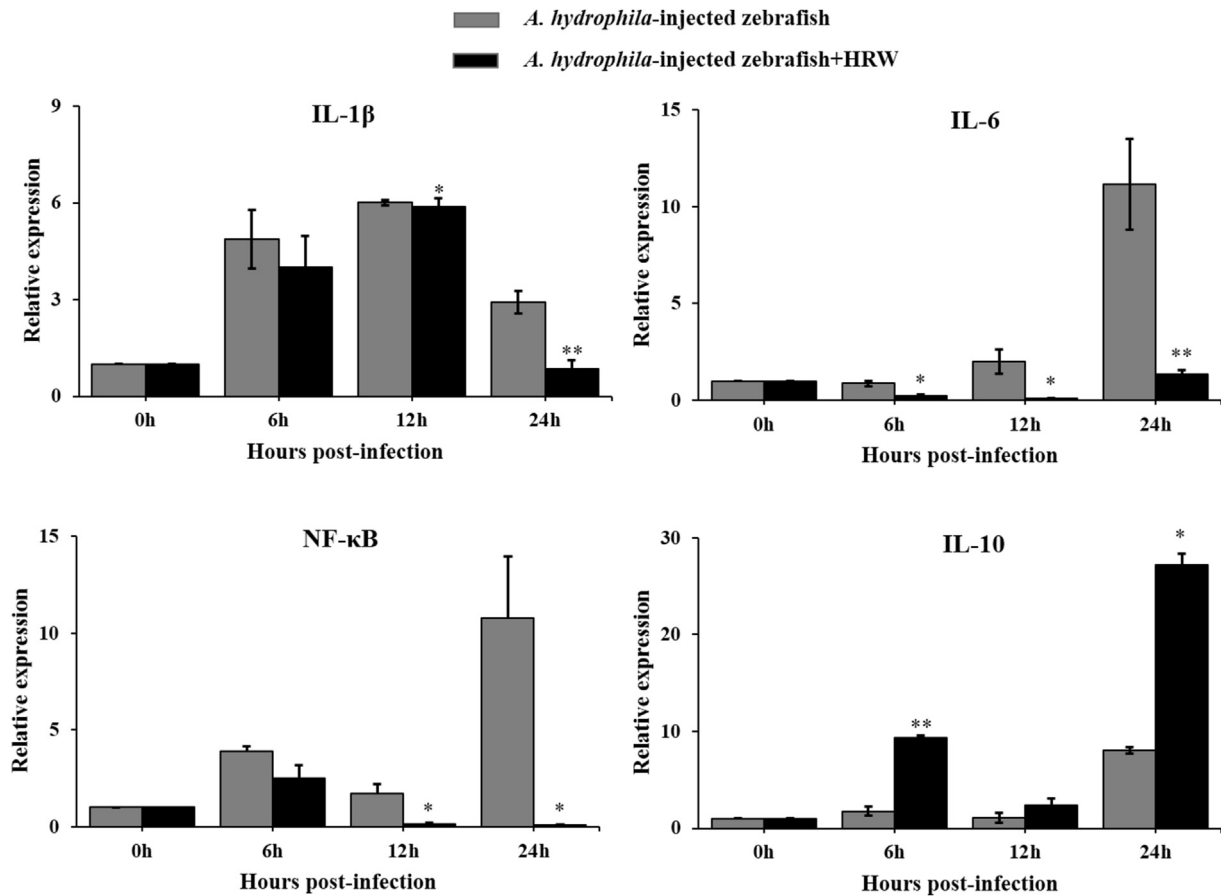 A. hydrophila-injected zebrafish
A. hydrophila-injected zebrafish+HRW
IL-1β
Relative expression
9
6
3
0
*
**
0h 6h 12h 24h
Hours post-infection
IL-6
Relative expression
15
10
5
0
* * **
0h 6h 12h 24h
Hours post-infection
NF-κB
Relative expression
15
10
5
0
* *
0h 6h 12h 24h
Hours post-infection
IL-10
Relative expression
30
20
10
0
*
**
0h 6h 12h 24h
Hours post-infection